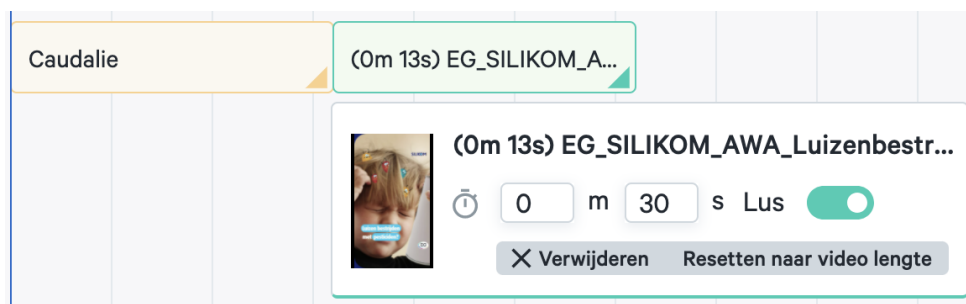 Caudalie
(0m 13s) EG_SILIKOM_A...
(0m 13s) EG_SILIKOM_AWA_Luizenbestr...
0 m 30 s Lus
Verwijderen Resetten naar video lengte